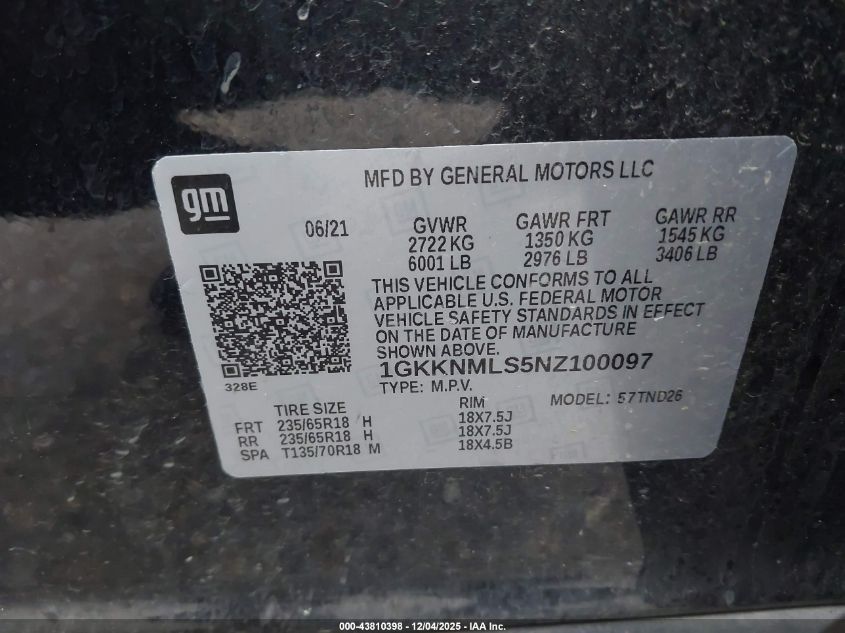 gm
MFD BY GENERAL MOTORS LLC
06/21
GVWR GAWR FRT GAWR RR
2722 KG 1350 KG 1545 KG
6001 LB 2976 LB 3406 LB
THIS VEHICLE CONFORMS TO ALL
APPLICABLE U.S. FEDERAL MOTOR
VEHICLE SAFETY STANDARDS IN EFFECT
ON THE DATE OF MANUFACTURE
SHOWN ABOVE.
1GKKNMLS5NZ100097
328E
TYPE: M.P.V. MODEL: 57TND26
TIRE SIZE RIM
FRT 235/65R18 H 18X7.5J
RR 235/65R18 H 18X7.5J
SPA T135/70R18 M 18X4.5B
000-43810398 - 12/04/2025 - IAA Inc.